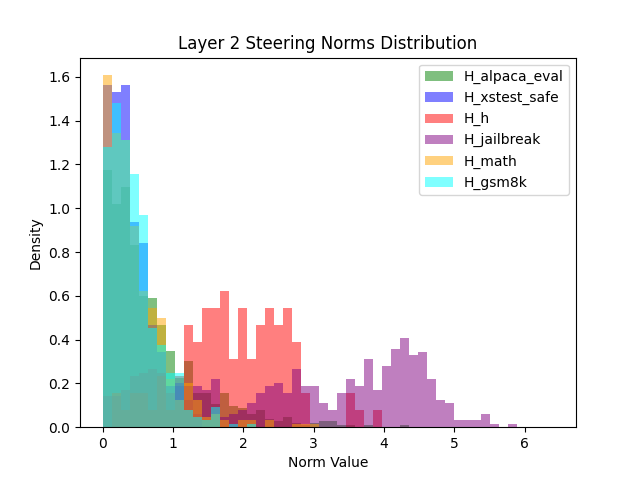 Layer 2 Steering Norms Distribution
H_alpaca_eval
H_xstest_safe
H_h
H_jailbreak
H_math
H_gsm8k
Density
1.6
1.4
1.2
1.0
0.8
0.6
0.4
0.2
0.0
0 1 2 3 4 5 6
Norm Value